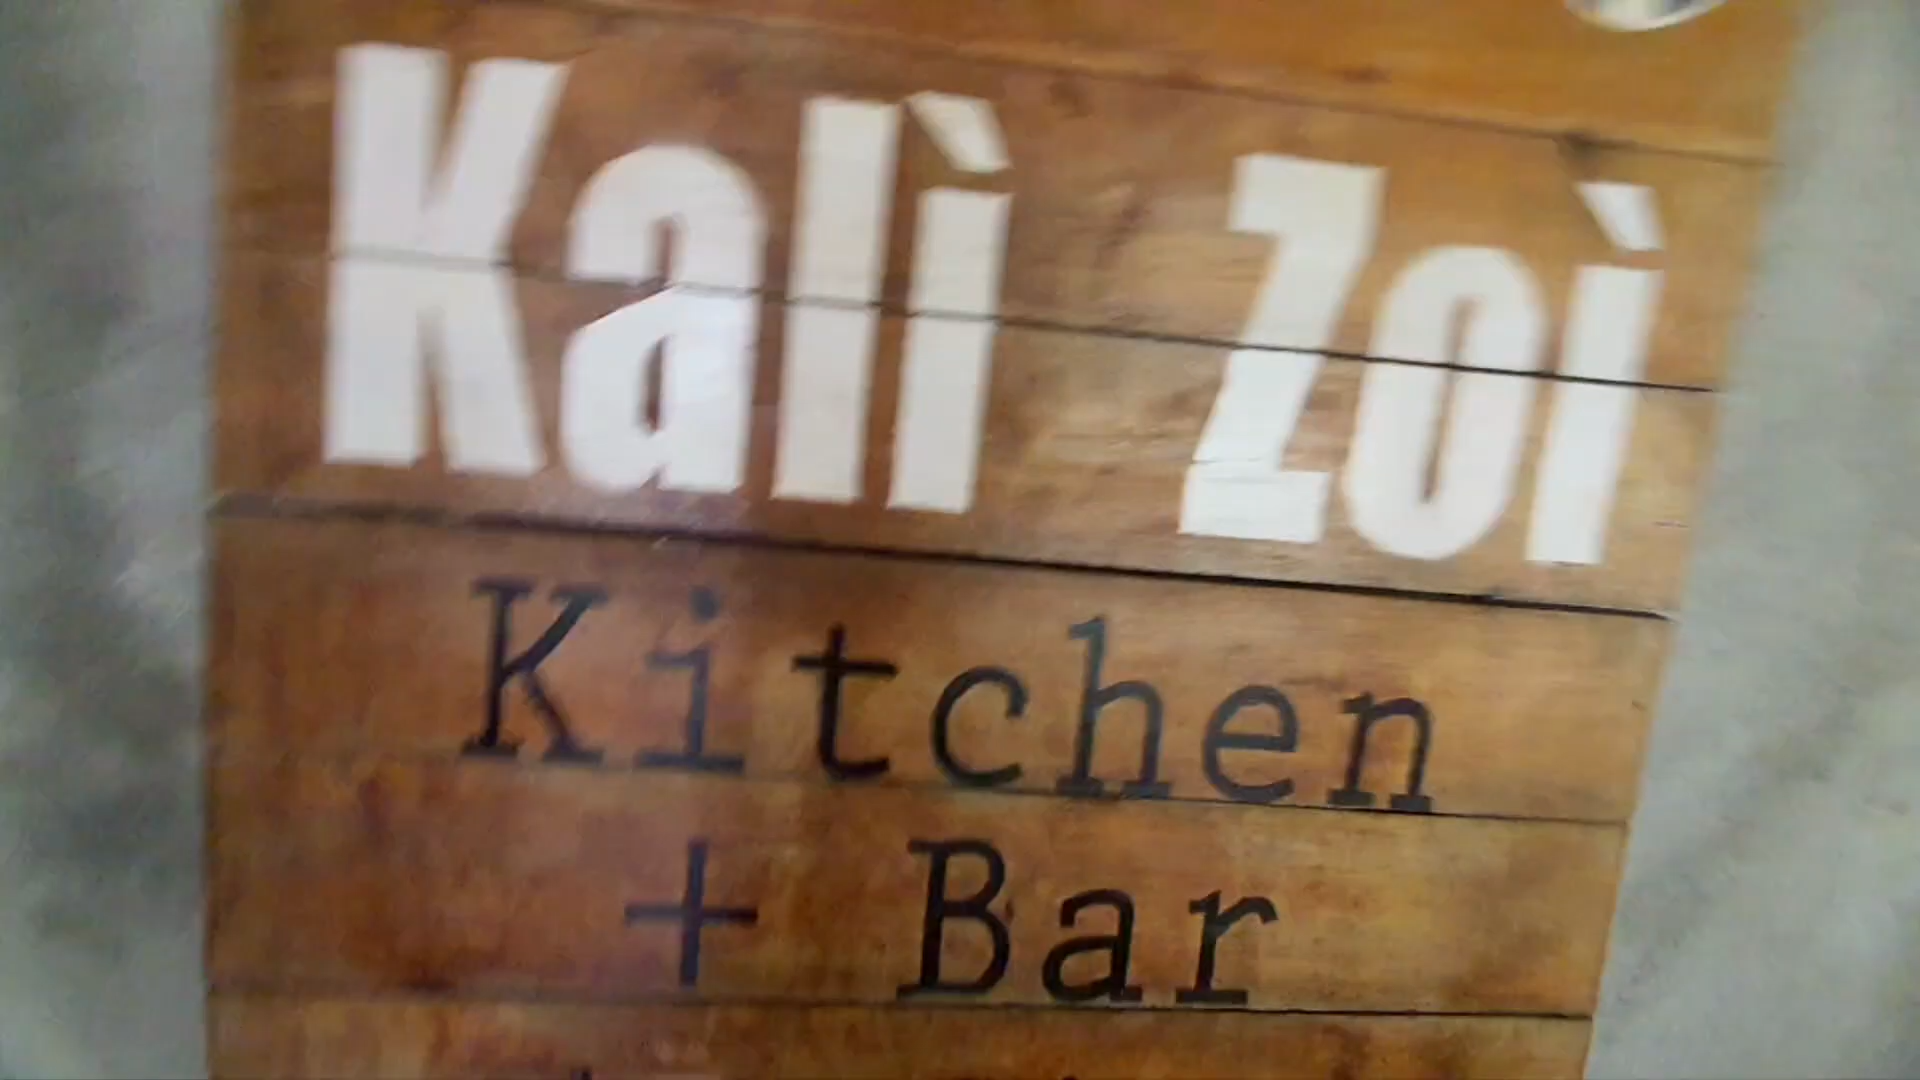 Kalì Zoì
Kitchen
+ Bar